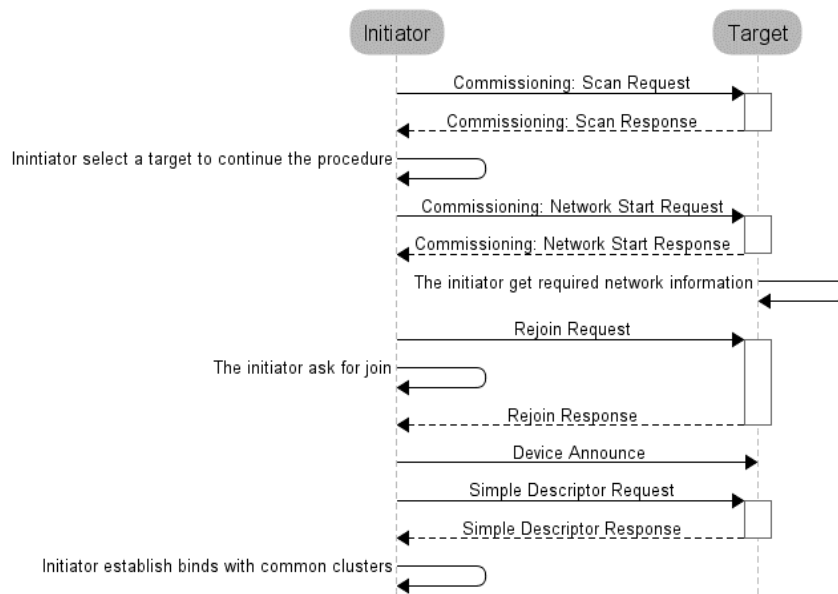 Initiator
Target
Commissioning: Scan Request
Commissioning: Scan Response
Inintiator select a target to continue the procedure
Commissioning: Network Start Request
Commissioning: Network Start Response
The initiator get required network information
Rejoin Request
The initiator ask for join
Rejoin Response
Device Announce
Simple Descriptor Request
Simple Descriptor Response
Initiator establish binds with common clusters